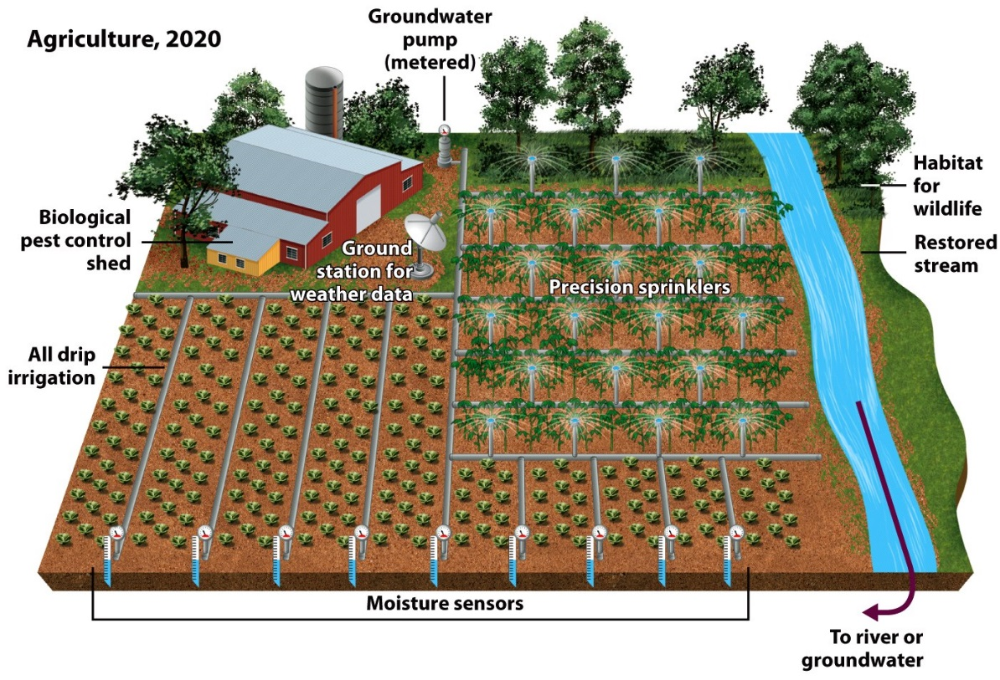 Agriculture, 2020
Groundwater
pump
(metered)
Habitat
for
wildlife
Biological
pest control
shed
Ground
station for
weather data
Restored
stream
Precision sprinklers
All drip
irrigation
Moisture sensors
To river or
groundwater